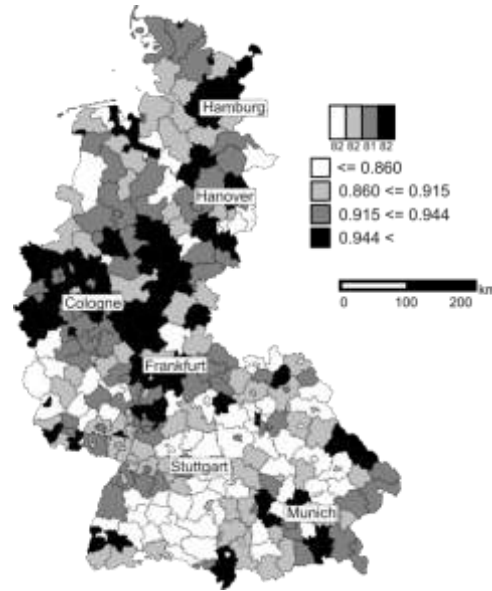 Hamburg
82 82 81 82
<= 0.860
0.860 <= 0.915
0.915 <= 0.944
0.944 <
Hanover
km
0 100 200
Cologne
Frankfurt
Stuttgart
Munich